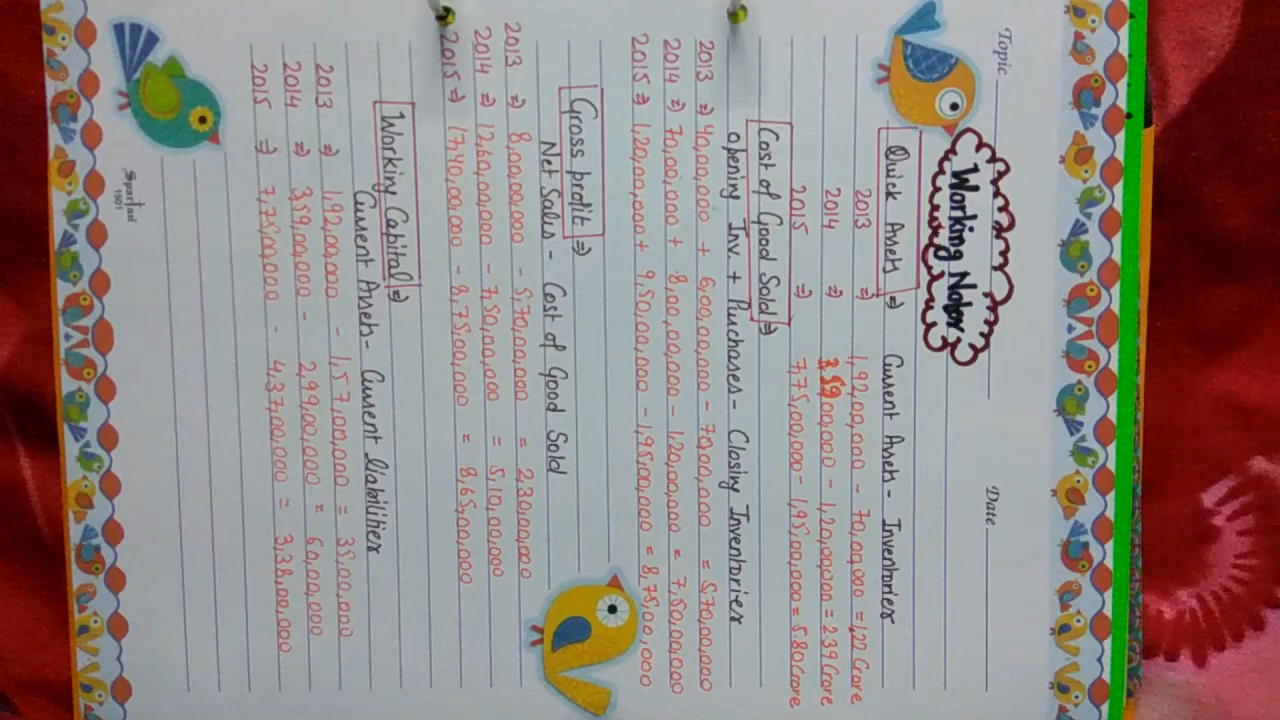 Topic
Date
Working Notes
Quick Assets ⇒ Current Assets - Inventories
2013 ⇒ 1,92,00,000 - 70,00,000 = 1.22 Crore
2014 ⇒ 3,59,00,000 - 1,20,00,000 = 2.39 Crore
2015 ⇒ 7,75,00,000 - 1,95,00,000 = 5.80 Crore
Cost of Good Sold ⇒
opening Inv. + Purchases - Closing Inventories
2013 ⇒ 40,00,000 + 6,00,00,000 - 70,00,000 = 5,70,00,000
2014 ⇒ 70,00,000 + 8,00,00,000 - 1,20,00,000 = 7,50,00,000
2015 ⇒ 1,20,00,000 + 9,50,00,000 - 1,95,00,000 = 8,75,00,000
Gross profit ⇒
Net Sales - Cost of Good Sold
2013 ⇒ 8,00,00,000 - 5,70,00,000 = 2,30,00,000
2014 ⇒ 12,60,00,000 - 7,50,00,000 = 5,10,00,000
2015 ⇒ 17,40,00,000 - 8,75,00,000 = 8,65,00,000
Working Capital ⇒
Current Assets - Current liabilities
2013 ⇒ 1,92,00,000 - 1,57,00,000 = 35,00,000
2014 ⇒ 3,59,00,000 - 2,99,00,000 = 60,00,000
2015 ⇒ 7,75,00,000 - 4,37,00,000 = 3,38,00,000
Spartan
1501